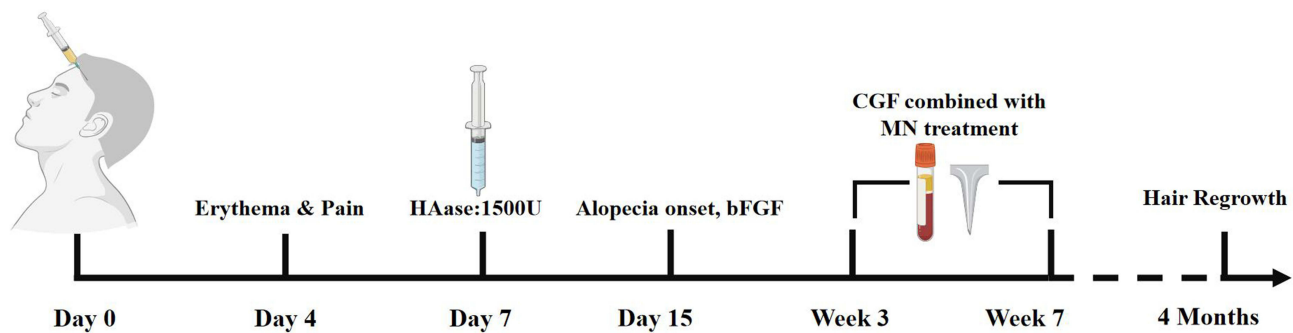 CGF combined with
MN treatment
Erythema & Pain
HAase:1500U
Alopecia onset, bFGF
Hair Regrowth
Day 0
Day 4
Day 7
Day 15
Week 3
Week 7
4 Months